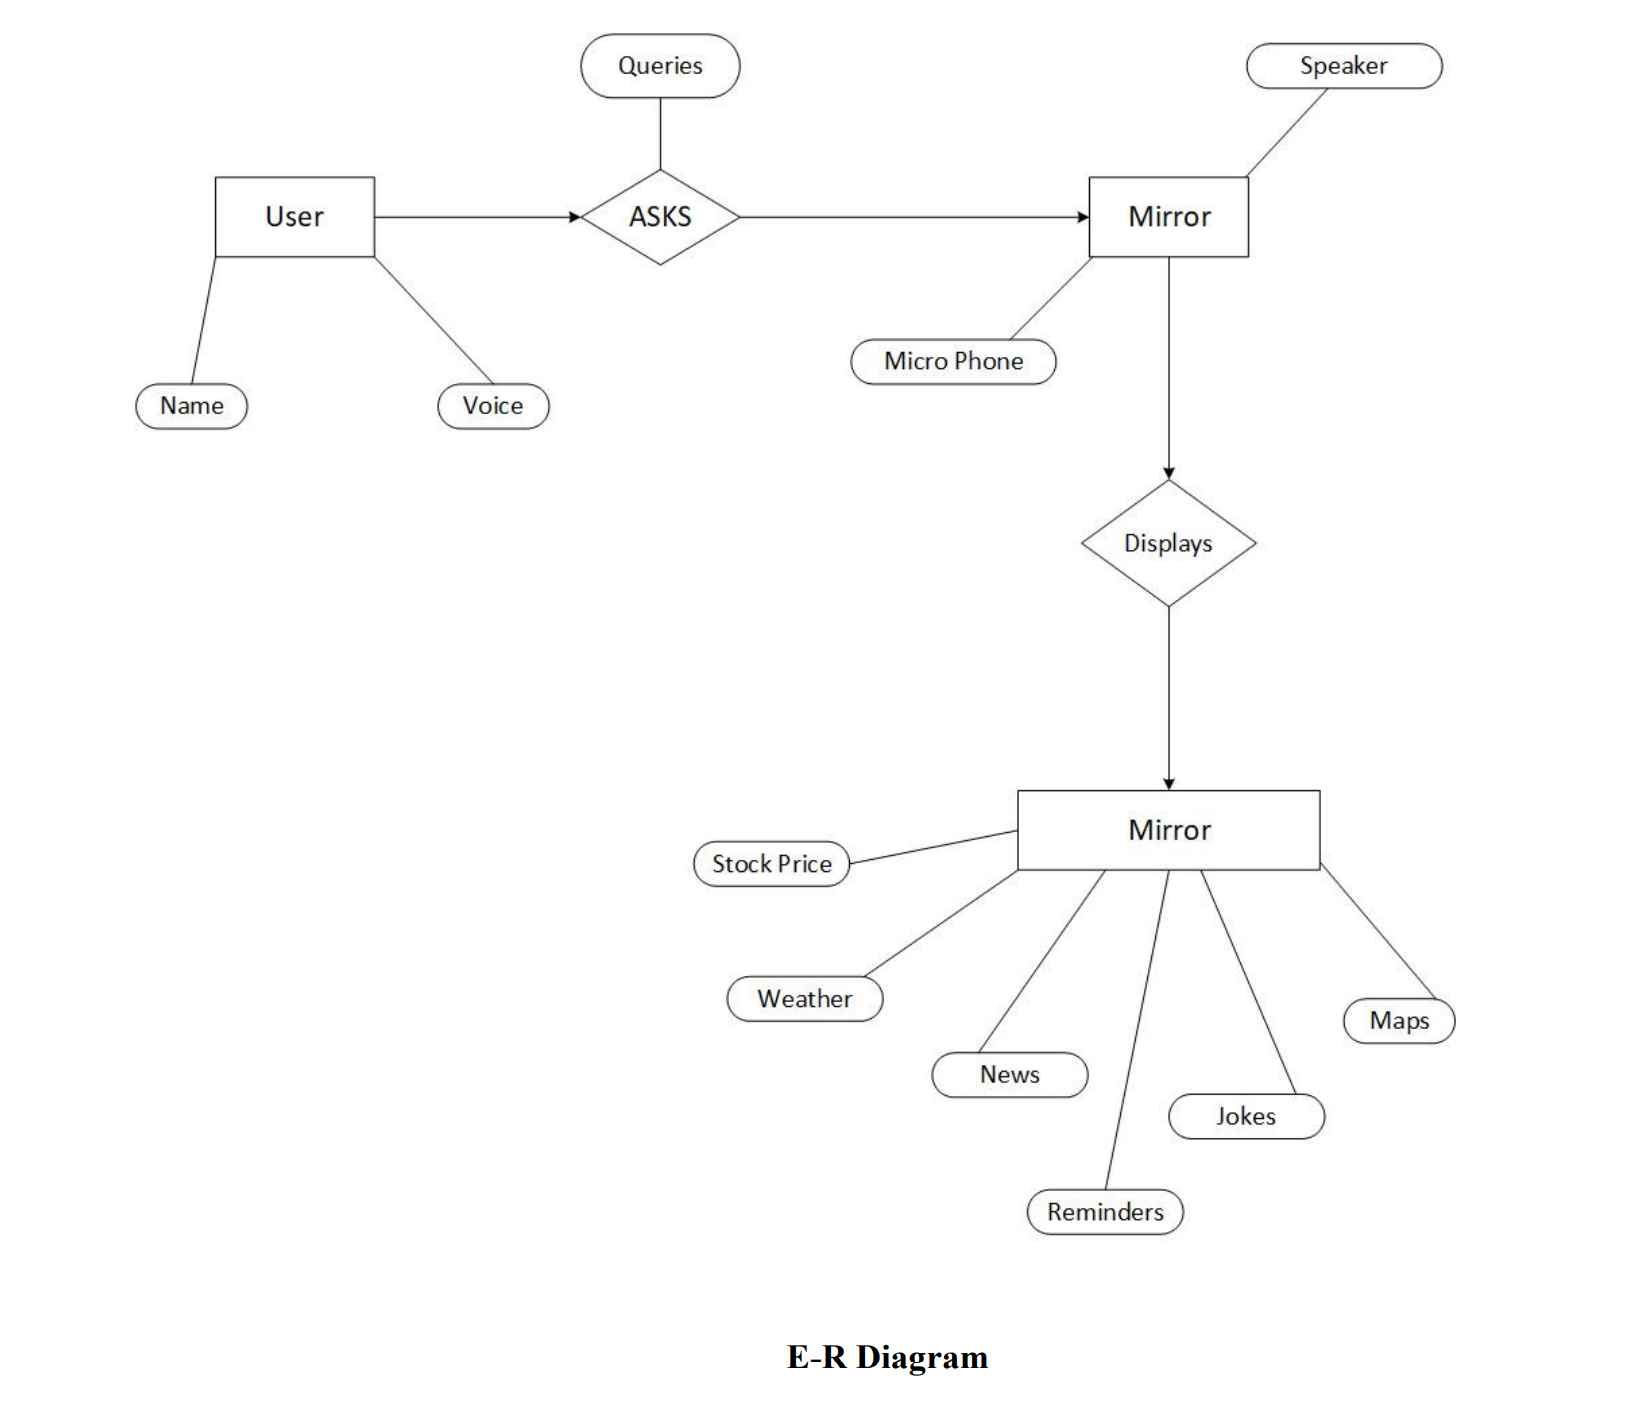 Queries
Speaker
User
ASKS
Mirror
Micro Phone
Name
Voice
Displays
Mirror
Stock Price
Weather
Maps
News
Jokes
Reminders
E-R Diagram